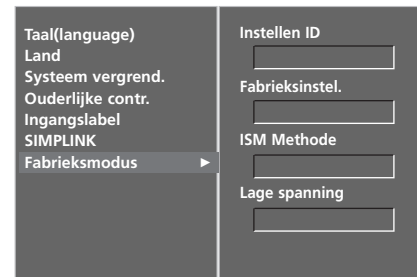 Taal(language)
Land
Systeem vergrend.
Ouderlijke contr.
Ingangslabel
SIMPLINK
Fabrieksmodus ►
Instellen ID
Fabrieksinstel.
ISM Methode
Lage spanning